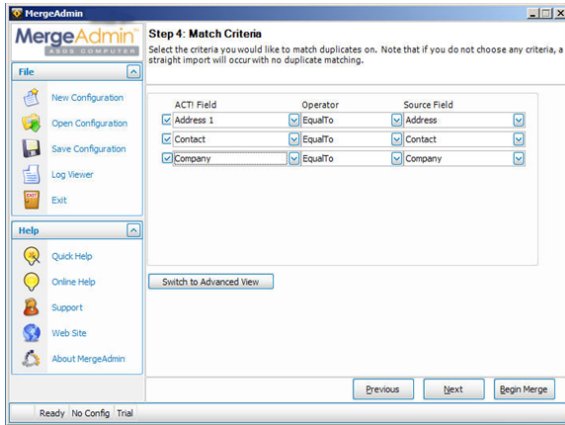 MergeAdmin
MergeAdmin
ASDS COMPUTER
Step 4: Match Criteria
Select the criteria you would like to match duplicates on. Note that if you do not choose any criteria, a
straight import will occur with no duplicate matching.
File
New Configuration
Open Configuration
Save Configuration
Log Viewer
Exit
Help
Quick Help
Online Help
Support
Web Site
About MergeAdmin
ACT! Field Operator Source Field
Address 1 EqualTo Address
Contact EqualTo Contact
Company EqualTo Company
Switch to Advanced View
Previous Next Begin Merge
Ready No Config Trial